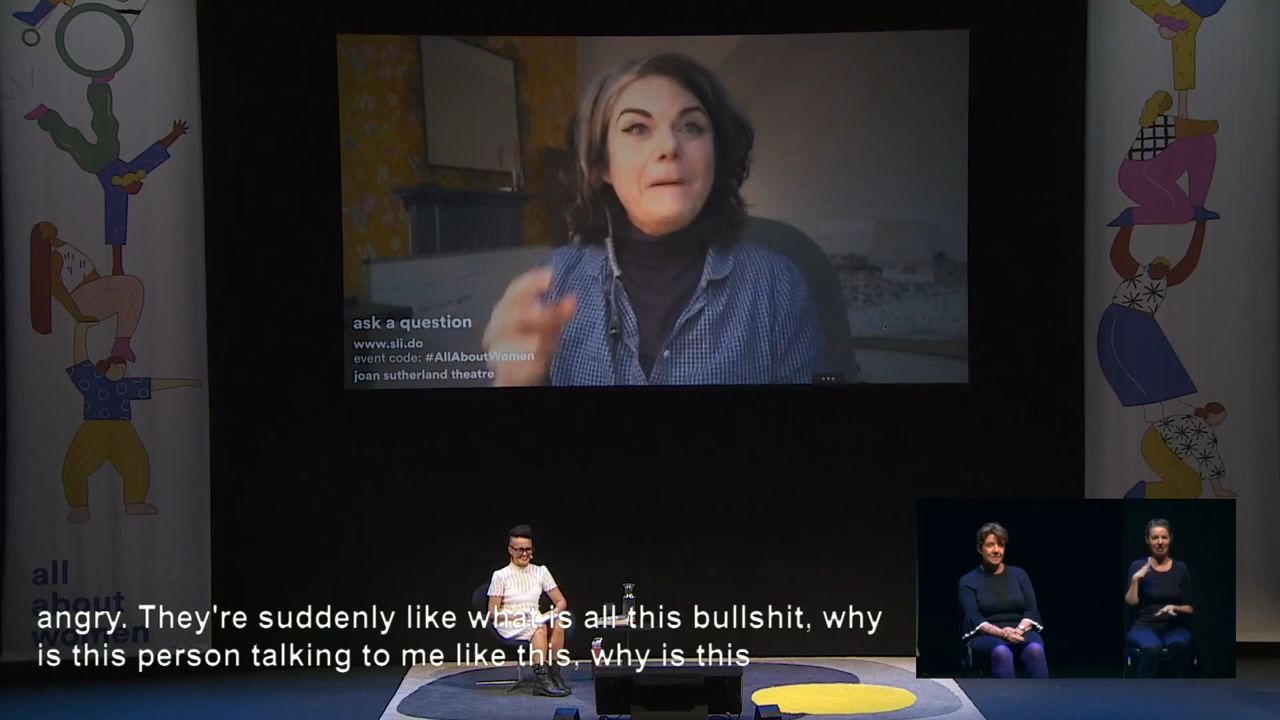 ask a question
www.sli.do
event code: #AllAboutWomen
joan sutherland theatre
all
about
women
angry. They're suddenly like what is all this bullshit, why
is this person talking to me like this, why is this